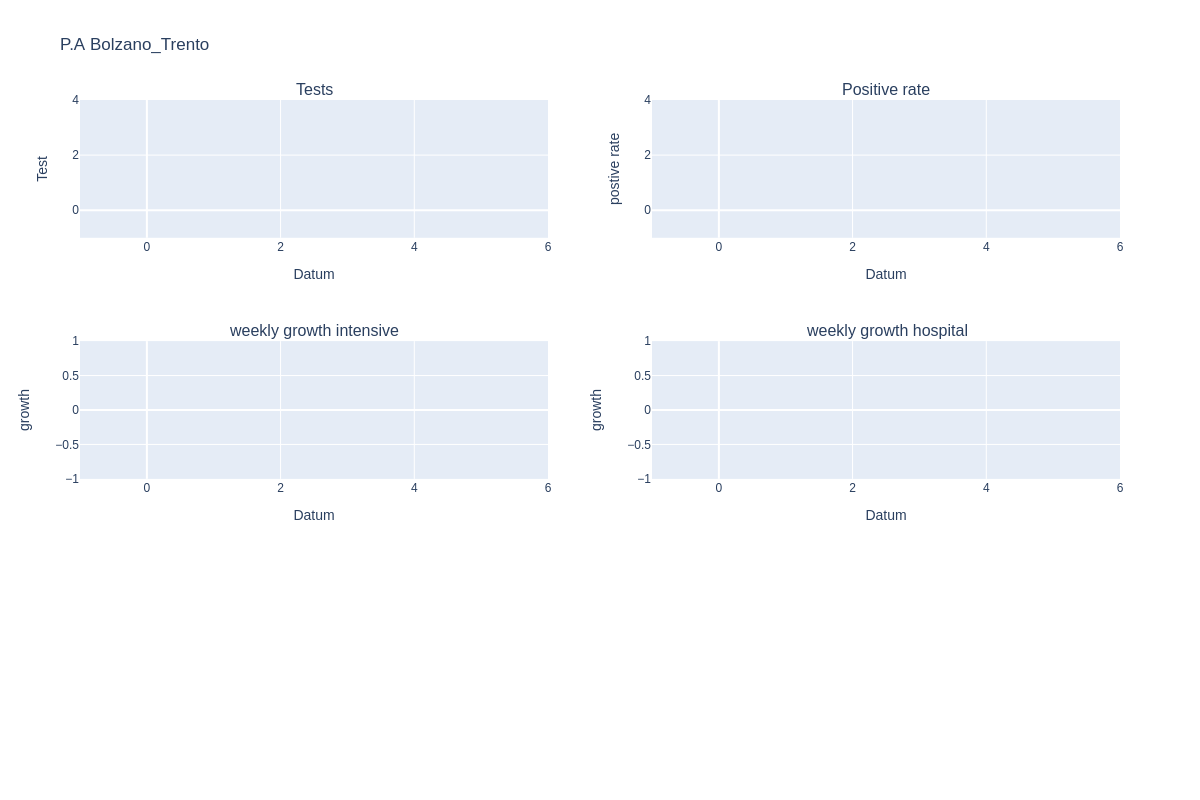 P.A Bolzano_Trento
Tests
4
2
0
Test
0 2 4 6
Datum
Positive rate
4
2
0
postive rate
0 2 4 6
Datum
weekly growth intensive
1
0.5
0
−0.5
−1
growth
0 2 4 6
Datum
weekly growth hospital
1
0.5
0
−0.5
−1
growth
0 2 4 6
Datum